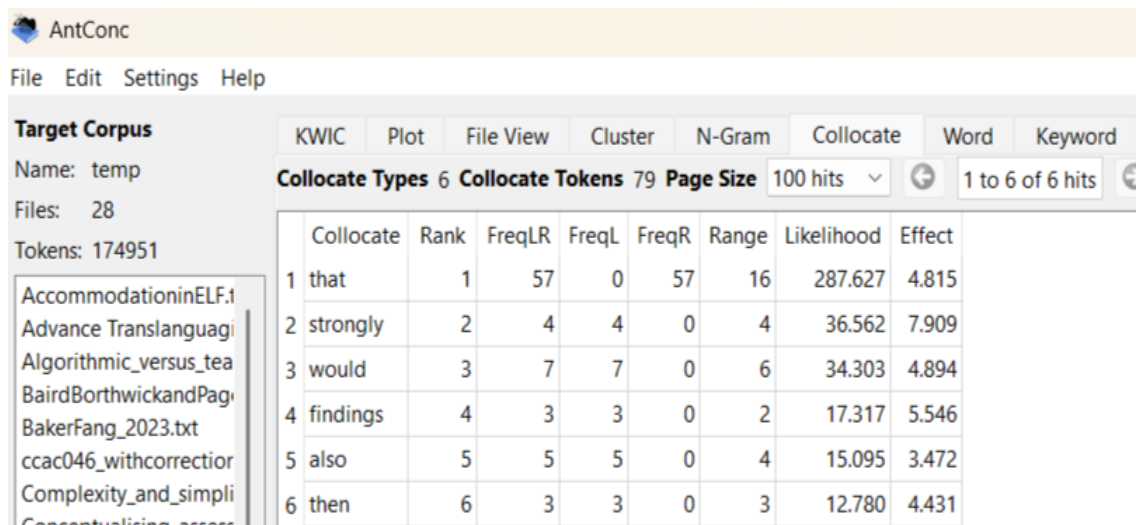 AntConc
File Edit Settings Help
Target Corpus
Name: temp
Files: 28
Tokens: 174951
AccommodationinELF.t
Advance Translanguagi
Algorithmic_versus_tea
BairdBorthwickandPage
BakerFang_2023.txt
ccac046_withcorrection
Complexity_and_simpli
KWIC Plot File View Cluster N-Gram Collocate Word Keyword
Collocate Types 6 Collocate Tokens 79 Page Size 100 hits 1 to 6 of 6 hits
Collocate Rank FreqLR FreqL FreqR Range Likelihood Effect
1 that 1 57 0 57 16 287.627 4.815
2 strongly 2 4 4 0 4 36.562 7.909
3 would 3 7 7 0 6 34.303 4.894
4 findings 4 3 3 0 2 17.317 5.546
5 also 5 5 5 0 4 15.095 3.472
6 then 6 3 3 0 3 12.780 4.431